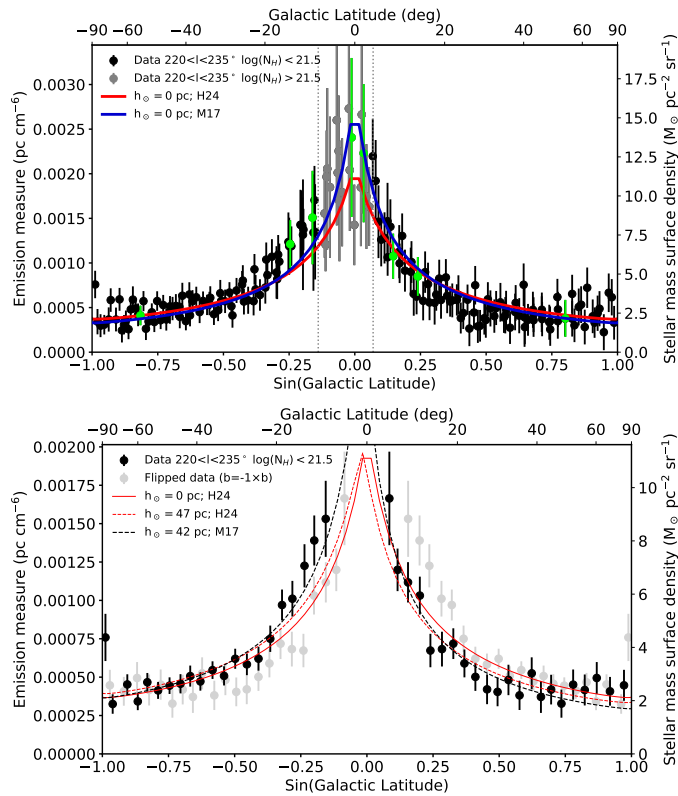 Galactic Latitude (deg)
−90 −60 −40 −20 0 20 40 60 90
Data 220<l<235° log(N_H)<21.5
Data 220<l<235° log(N_H)>21.5
h_⊙ = 0 pc; H24
h_⊙ = 0 pc; M17
Emission measure (pc cm⁻⁶)
0.0035
0.0030
0.0025
0.0020
0.0015
0.0010
0.0005
0.0000
Stellar mass surface density (M_⊙ pc⁻² sr⁻¹)
17.5
15.0
12.5
10.0
7.5
5.0
2.5
0.0
−1.00 −0.75 −0.50 −0.25 0.00 0.25 0.50 0.75 1.00
Sin(Galactic Latitude)
Galactic Latitude (deg)
−90 −60 −40 −20 0 20 40 60 90
Data 220<l<235° log(N_H)<21.5
Flipped data (b=-1×b)
h_⊙ = 0 pc; H24
h_⊙ = 47 pc; H24
h_⊙ = 42 pc; M17
Emission measure (pc cm⁻⁶)
0.00200
0.00175
0.00150
0.00125
0.00100
0.00075
0.00050
0.00025
0.00000
Stellar mass surface density (M_⊙ pc⁻² sr⁻¹)
10
8
6
4
2
0
−1.00 −0.75 −0.50 −0.25 0.00 0.25 0.50 0.75 1.00
Sin(Galactic Latitude)